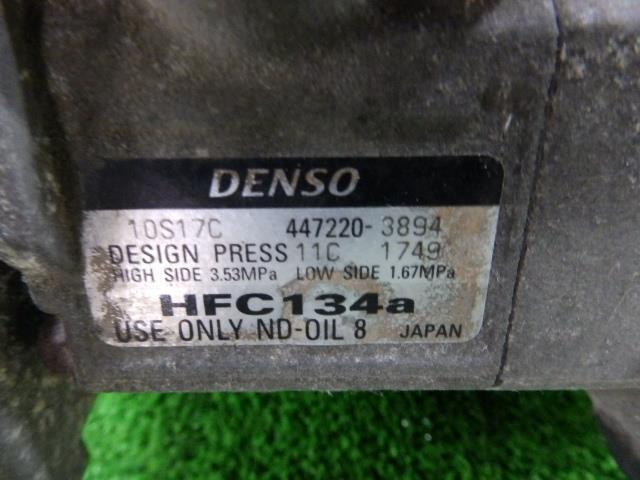 DENSO
10S17C 447220-3894
DESIGN PRESS 11C 1749
HIGH SIDE 3.53MPa LOW SIDE 1.67MPa
HFC134a
USE ONLY ND-OIL 8 JAPAN